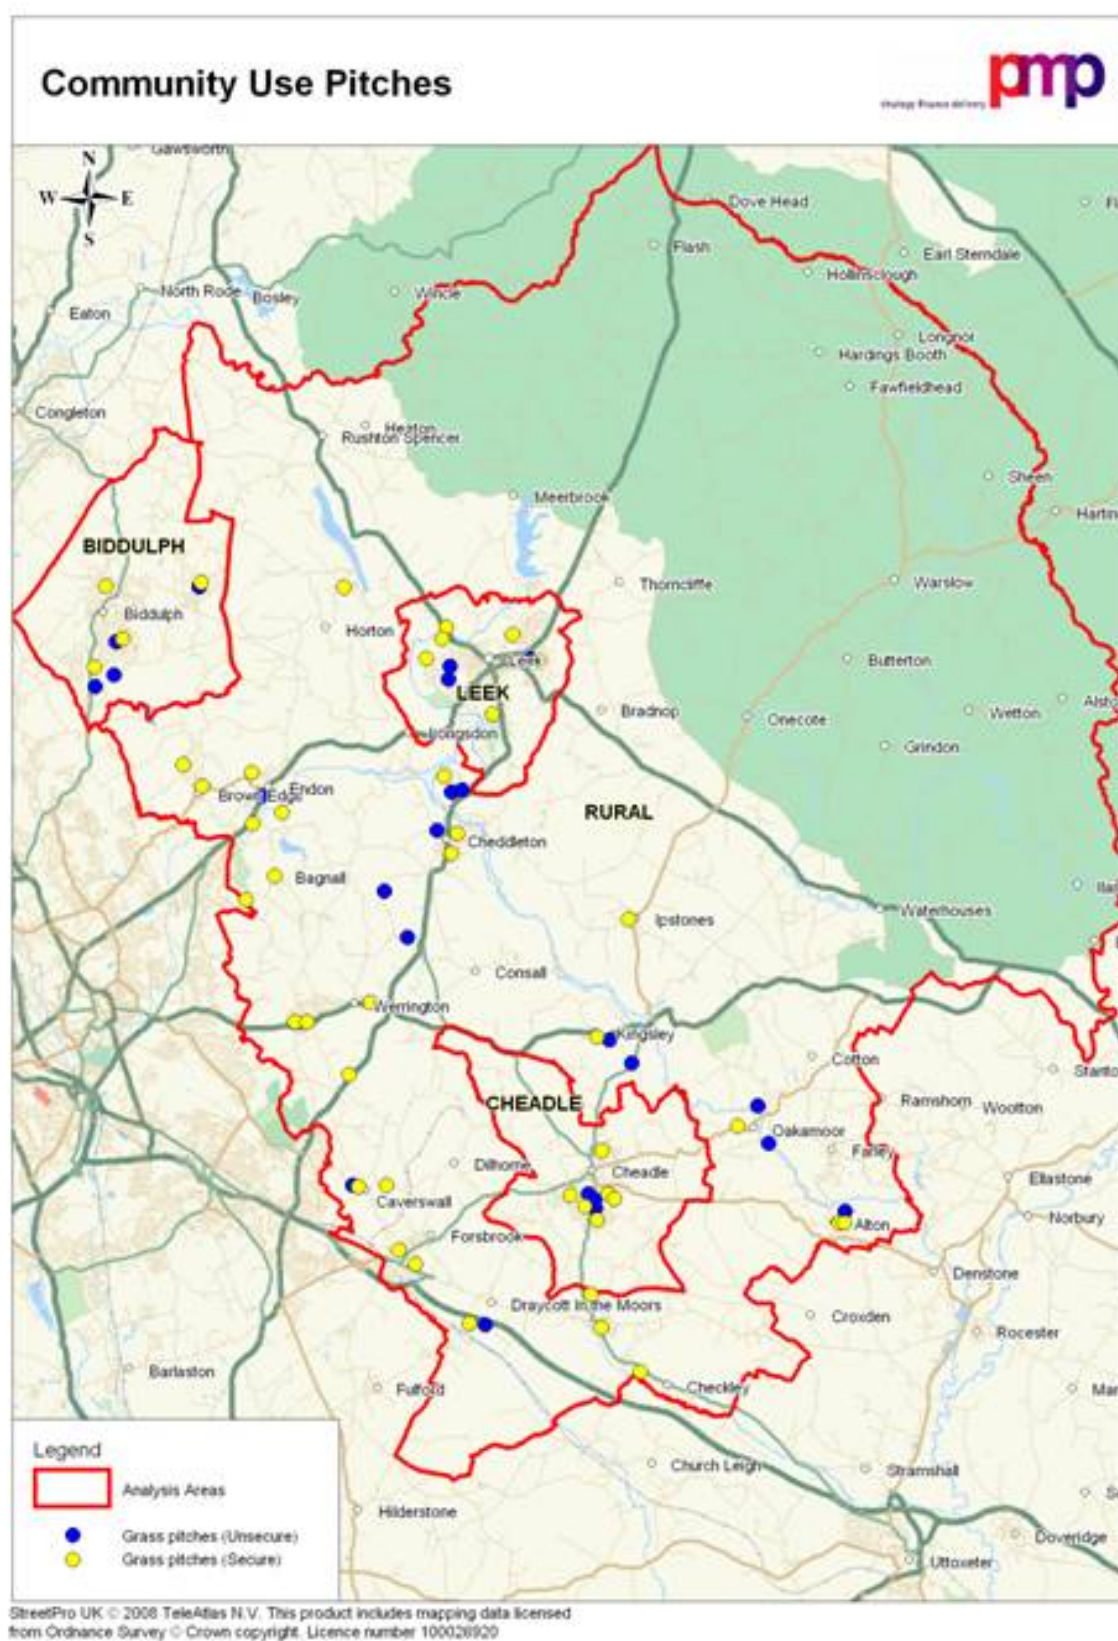 Community Use Pitches
pmp
strategy finance delivery
Gawsworth
N
W E
S
Dove Head
Flash
Earl Sterndale
Hollinsclough
North Rode
Bosley
Wincle
Eaton
Longnor
Hardings Booth
Fawfieldhead
Congleton
Heaton
Rushton Spencer
Sheen
Meerbrook
BIDDULPH
Thorncliffe
Warslow
Biddulph
Horton
Leek
Butterton
LEEK
Bradnop
Onecote
Wetton
Longsdon
Grindon
Endon
Brown Edge
RURAL
Cheddleton
Bagnall
Waterhouses
Ipstones
Consall
Werrington
Kingsley
Cotton
CHEADLE
Ramshorn
Wootton
Oakamoor
Farley
Dilhorne
Cheadle
Ellastone
Caverswall
Norbury
Forsbrook
Alton
Denstone
Draycott In the Moors
Croxden
Rocester
Barlaston
Fulford
Checkley
Legend
Analysis Areas
Grass pitches (Unsecure)
Grass pitches (Secure)
Church Leigh
Stramshall
Hilderstone
Doveridge
Uttoxeter
StreetPro UK © 2008 TeleAtlas N.V. This product includes mapping data licensed
from Ordnance Survey © Crown copyright. Licence number 100026920